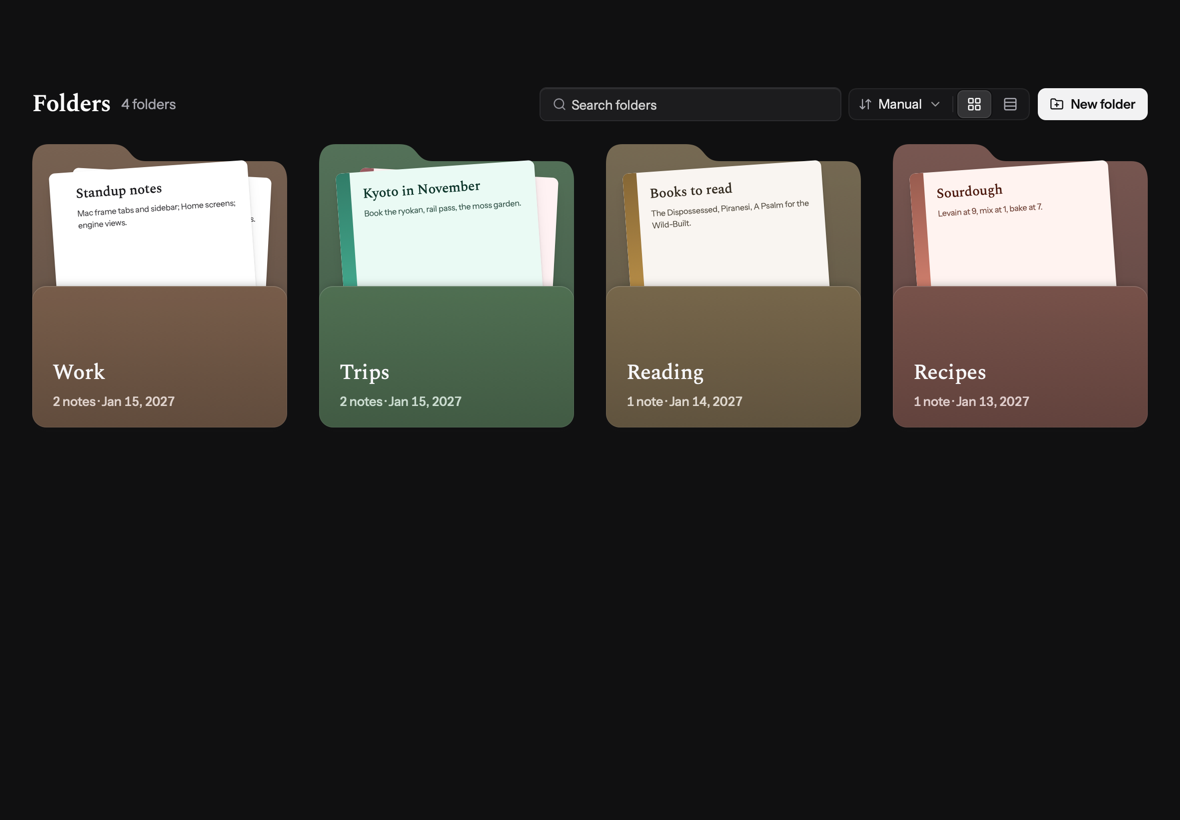 Folders 4 folders
Search folders
Manual
New folder
Standup notes
Mac frame tabs and sidebar; Home screens;
engine views.
s.
Work
2 notes · Jan 15, 2027
Kyoto in November
Book the ryokan, rail pass, the moss garden.
Trips
2 notes · Jan 15, 2027
Books to read
The Dispossessed, Piranesi, A Psalm for the
Wild-Built.
Reading
1 note · Jan 14, 2027
Sourdough
Levain at 9, mix at 1, bake at 7.
Recipes
1 note · Jan 13, 2027